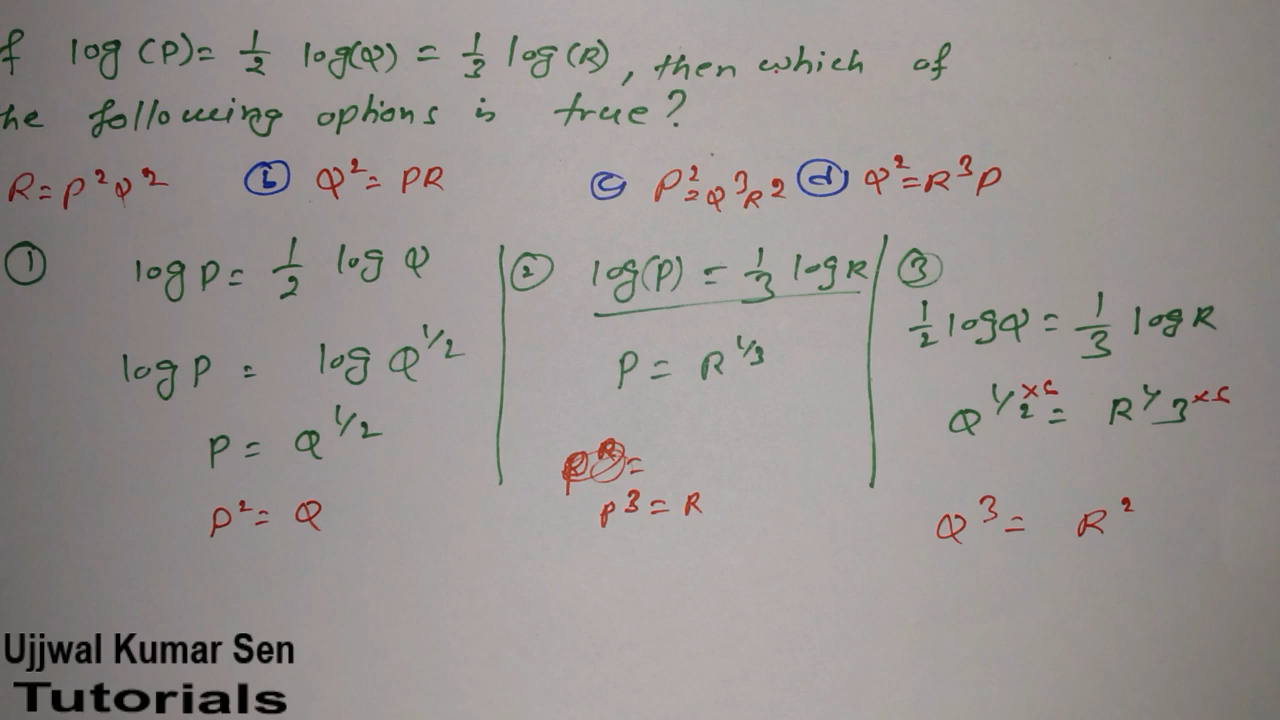 f log (P) = 1/2 log(Q) = 1/3 log (R), then which of
he following options is true?
R = P²Q² (b) Q² = PR (c) P² = Q³R² (d) Q² = R³P
(1) log P = 1/2 log Q
log P = log Q^1/2
P = Q^1/2
P² = Q
(2) log(P) = 1/3 log R
P = R^1/3
P³ = R
(3)
1/2 log Q = 1/3 log R
Q^1/2 ×6 = R^1/3 ×6
Q³ = R²
Ujjwal Kumar Sen
Tutorials